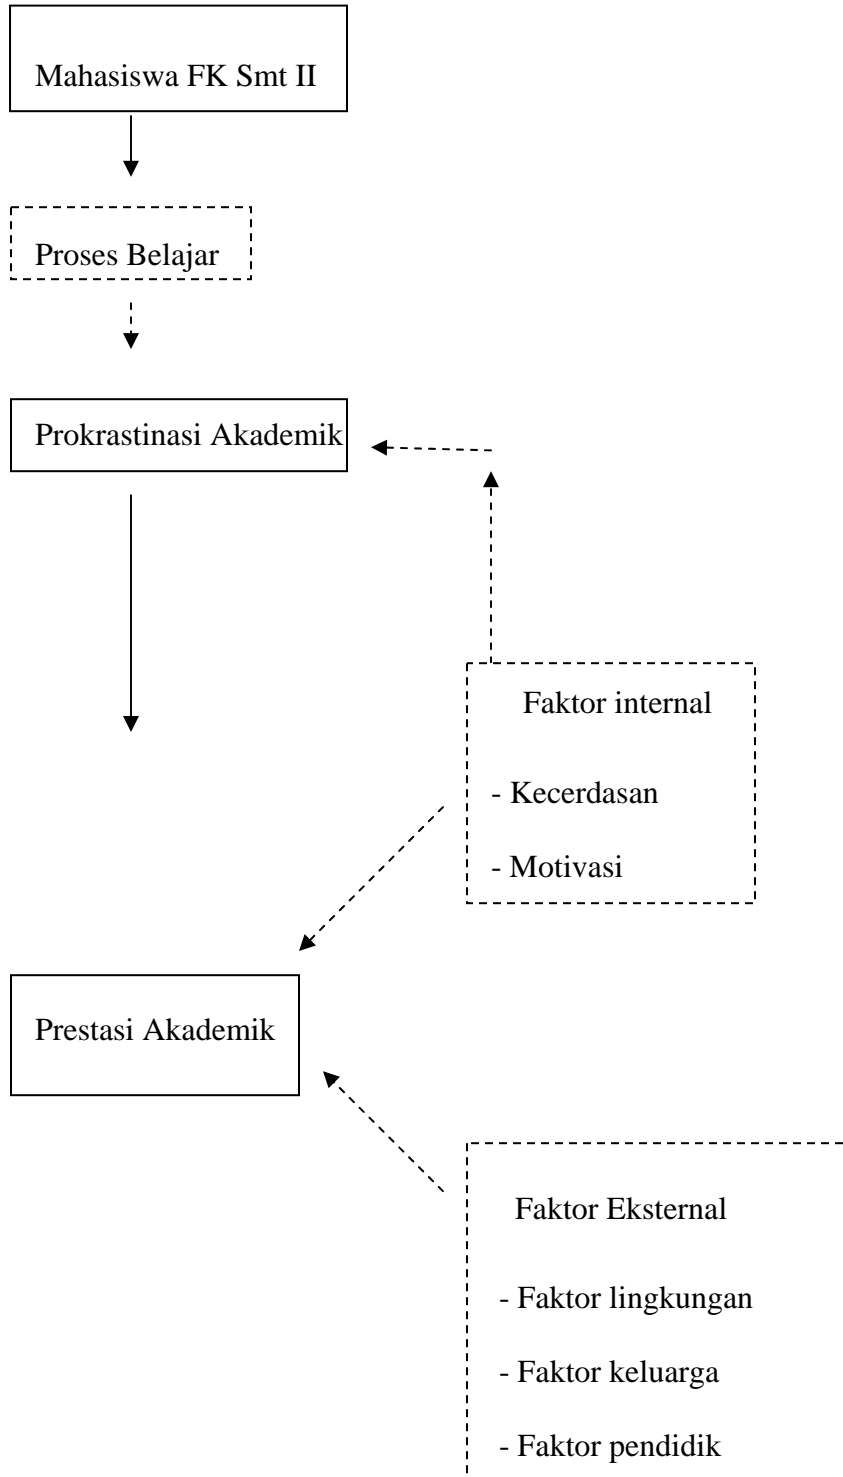 Mahasiswa FK Smt II
Proses Belajar
Prokrastinasi Akademik
Faktor internal
- Kecerdasan
- Motivasi
Prestasi Akademik
Faktor Eksternal
- Faktor lingkungan
- Faktor keluarga
- Faktor pendidik